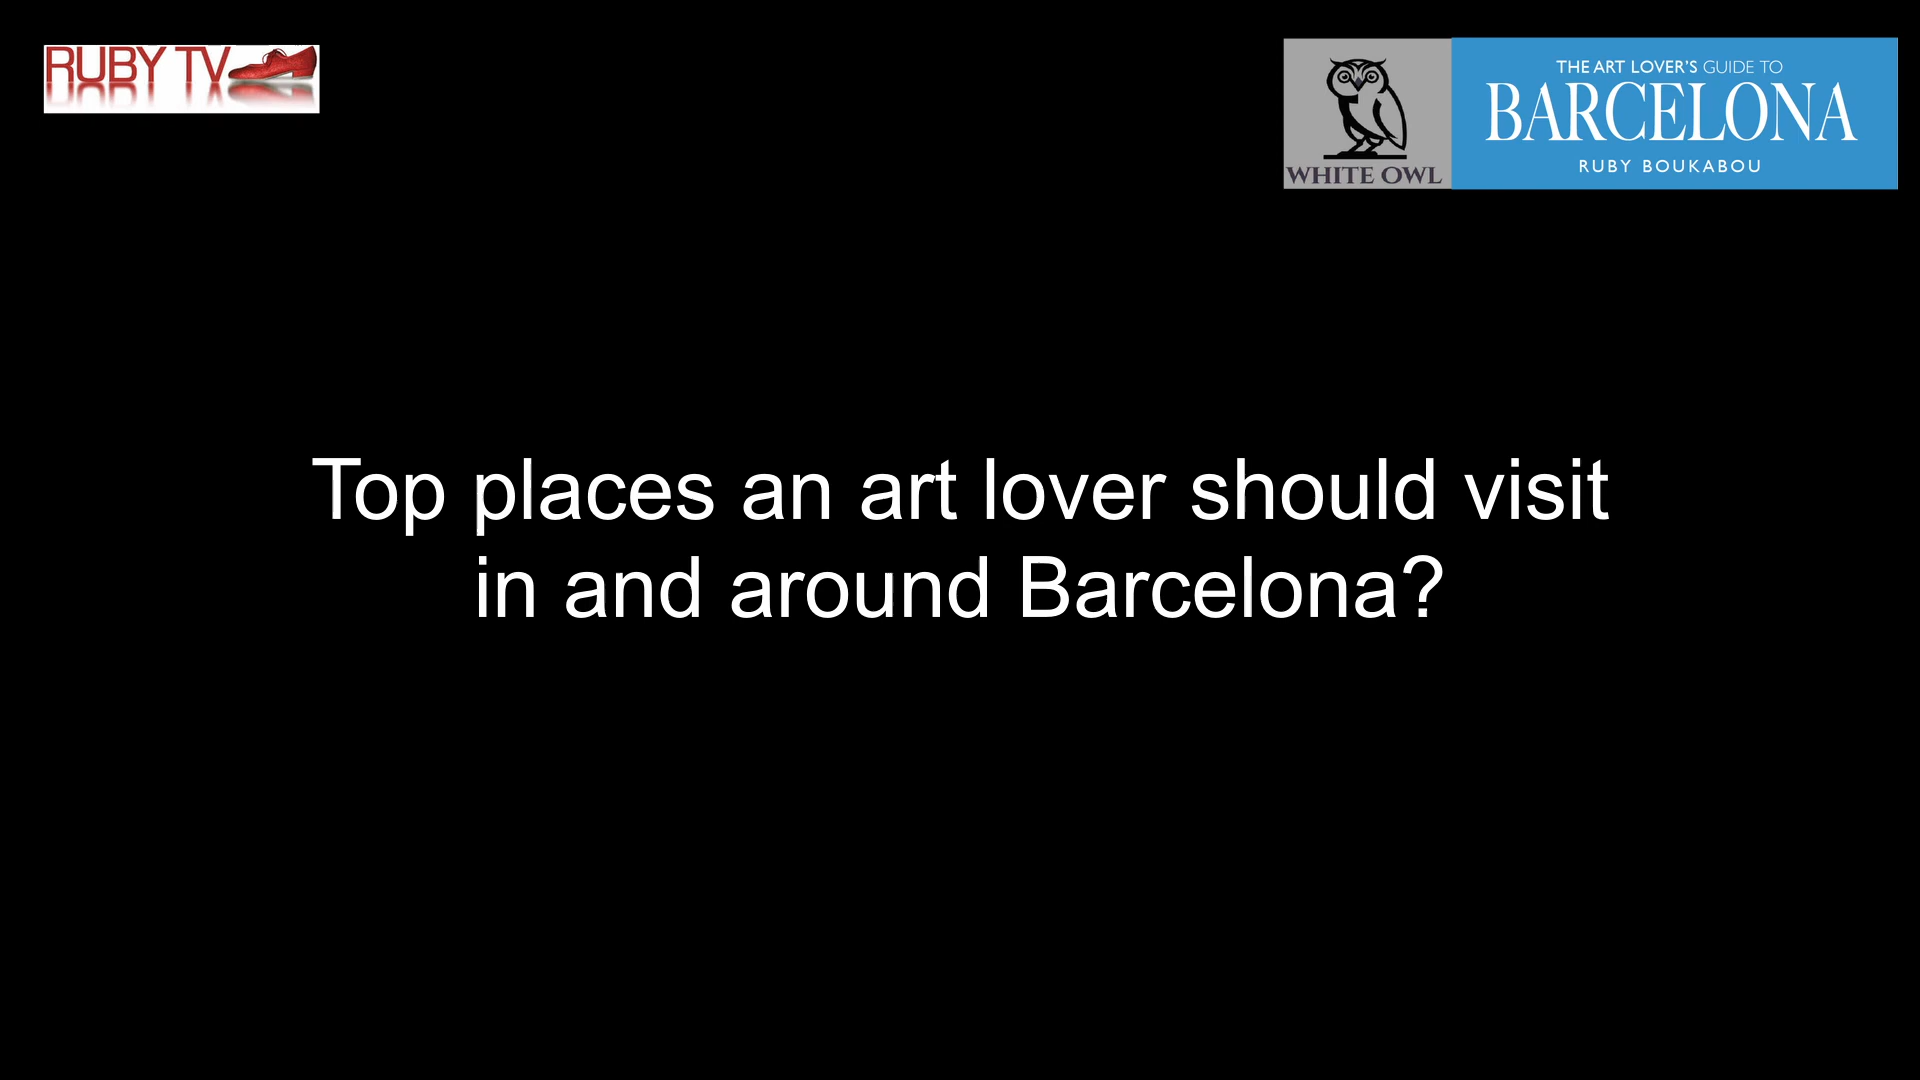 RUBY TV
WHITE OWL
THE ART LOVER'S GUIDE TO
BARCELONA
RUBY BOUKABOU
Top places an art lover should visit
in and around Barcelona?